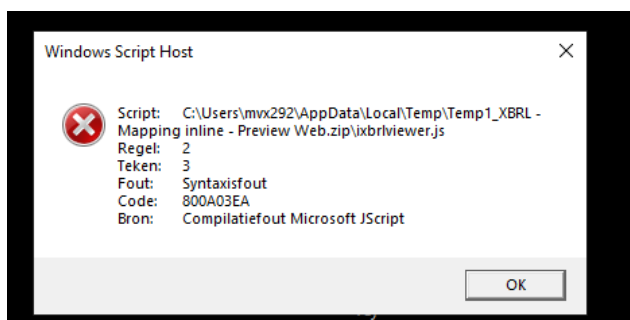 Windows Script Host
Script: C:\Users\mvx292\AppData\Local\Temp\Temp1_XBRL -
Mapping inline - Preview Web.zip\ixbrlviewer.js
Regel: 2
Teken: 3
Fout: Syntaxisfout
Code: 800A03EA
Bron: Compilatiefout Microsoft JScript
OK